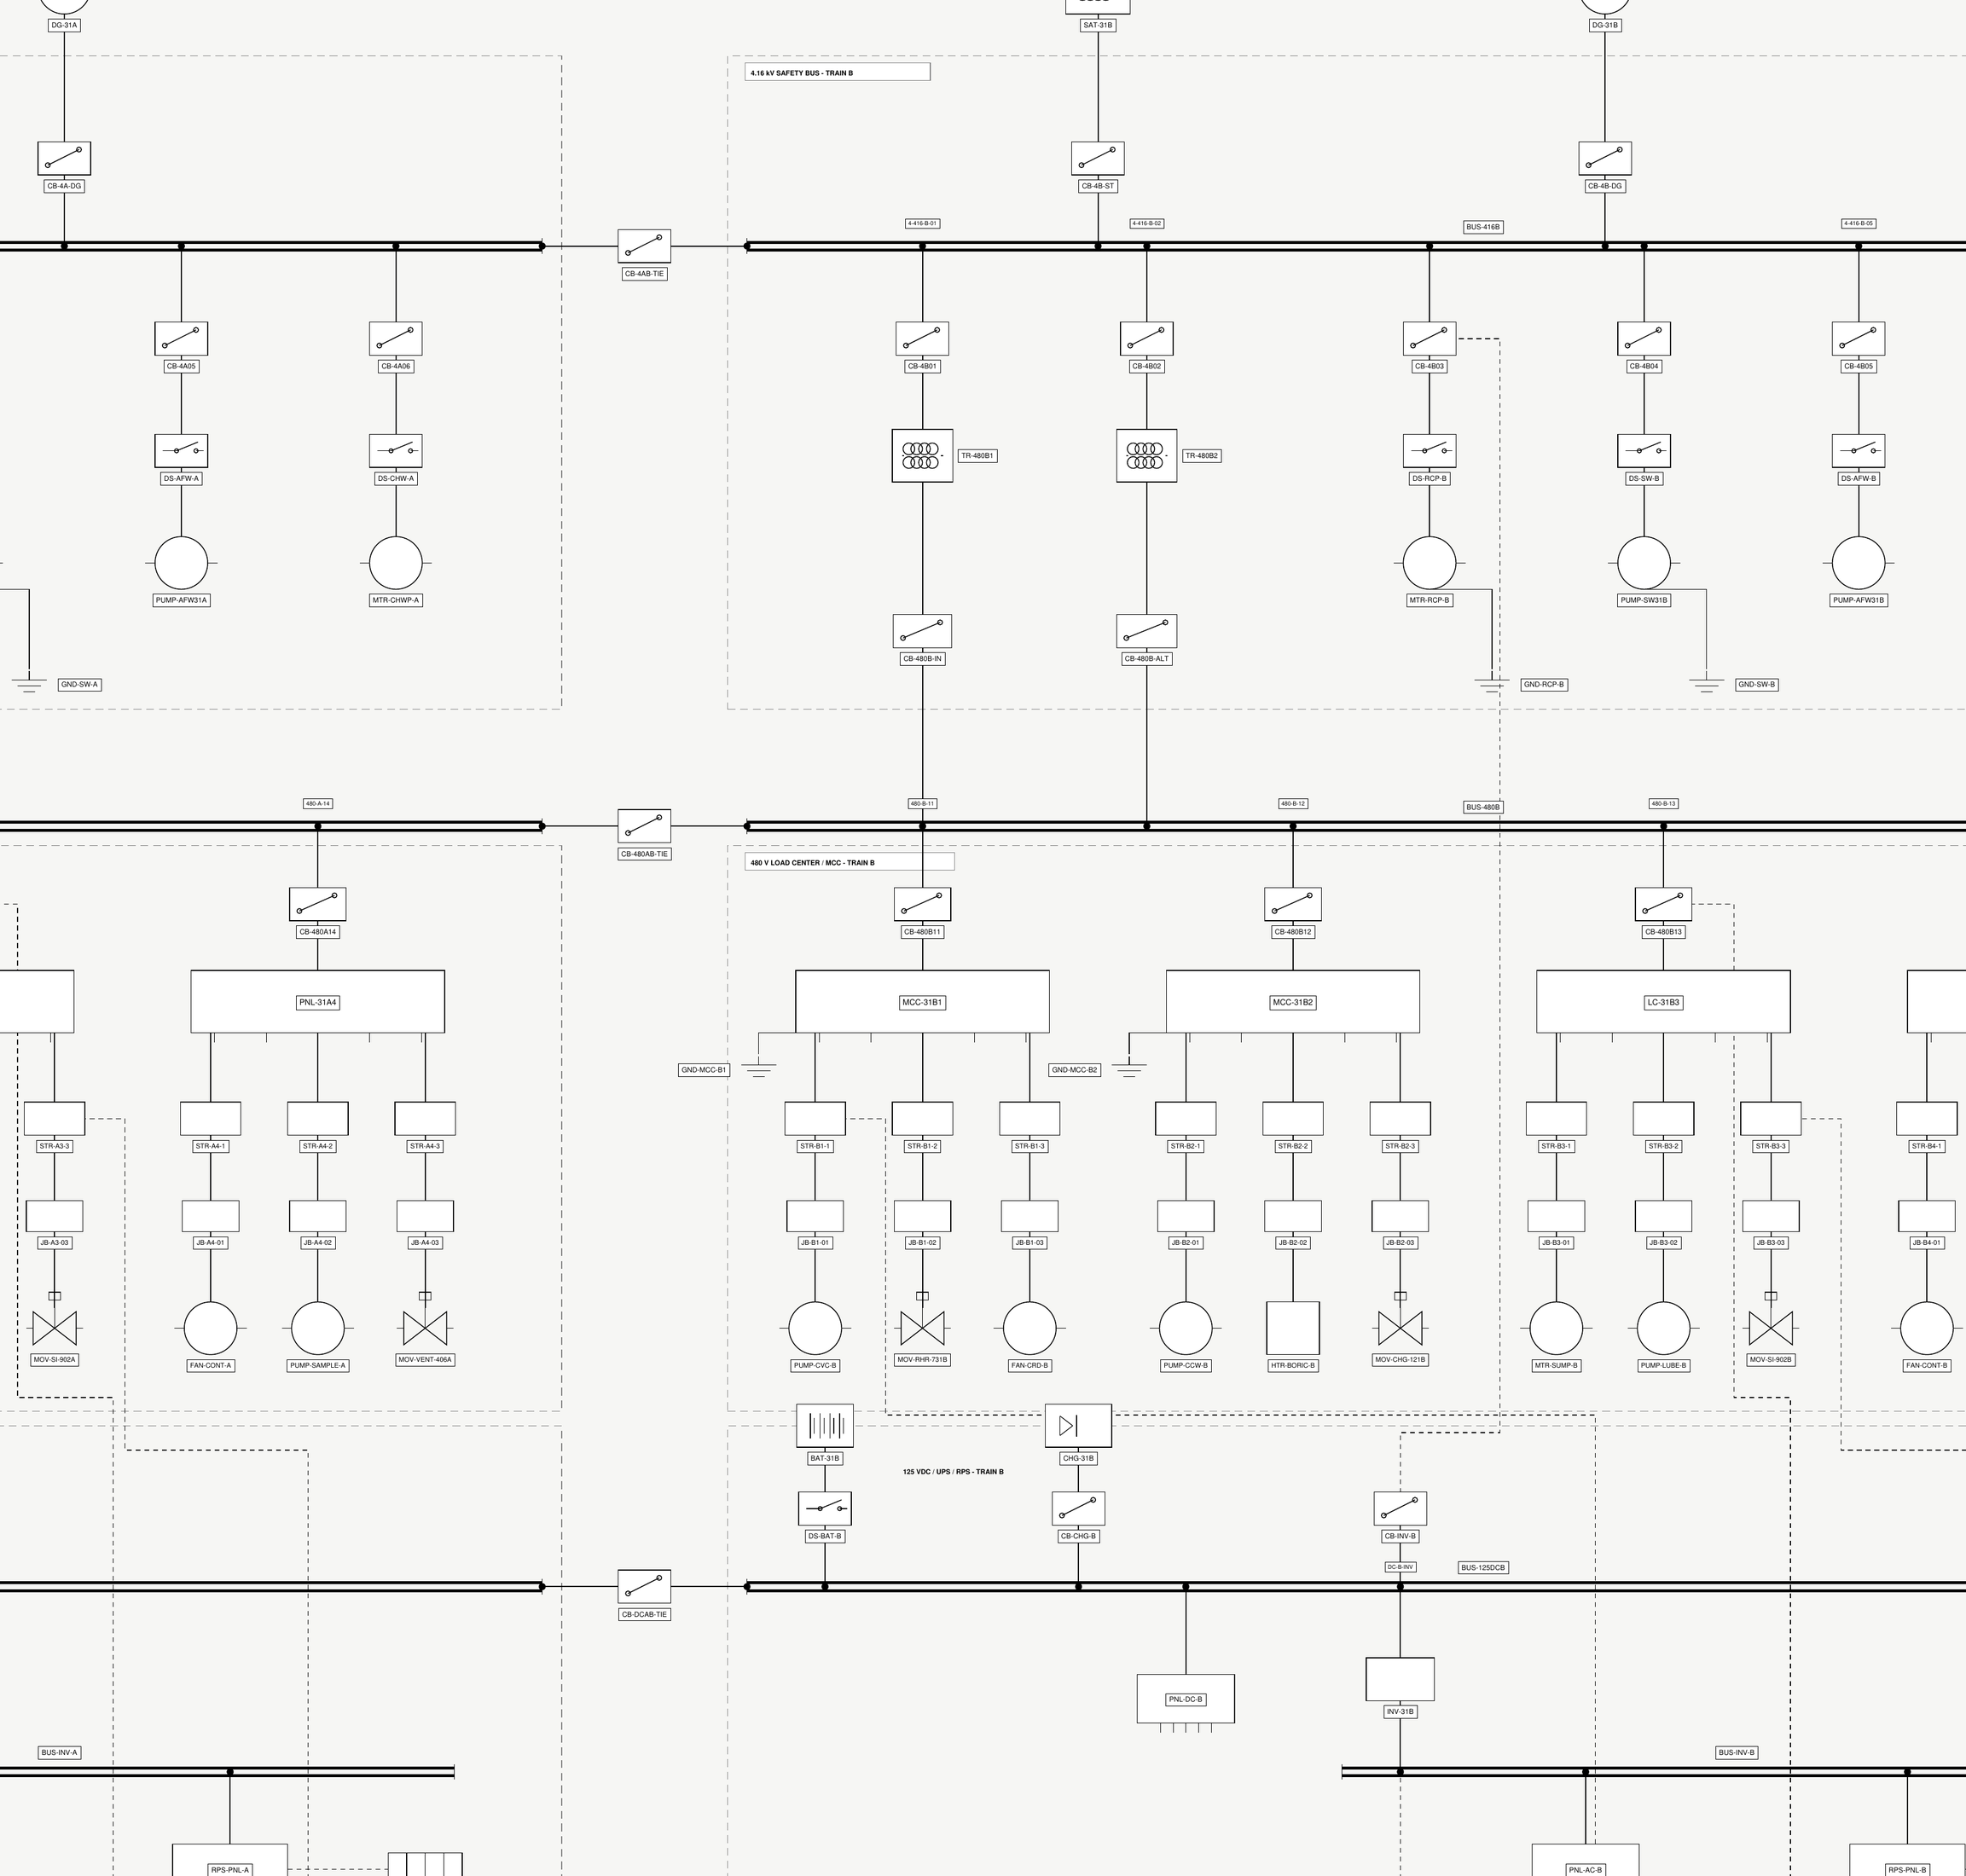 DG-31A
SAT-31B
DG-31B
4.16 kV SAFETY BUS - TRAIN B
CB-4A-DG
CB-4B-ST
CB-4B-DG
4-416-B-01
4-416-B-02
BUS-416B
4-416-B-05
CB-4AB-TIE
CB-4A05
CB-4A06
CB-4B01
CB-4B02
CB-4B03
CB-4B04
CB-4B05
TR-480B1
TR-480B2
DS-AFW-A
DS-CHW-A
DS-RCP-B
DS-SW-B
DS-AFW-B
PUMP-AFW31A
MTR-CHWP-A
MTR-RCP-B
PUMP-SW31B
PUMP-AFW31B
CB-480B-IN
CB-480B-ALT
GND-SW-A
GND-RCP-B
GND-SW-B
480-A-14
480-B-11
480-B-12
BUS-480B
480-B-13
CB-480AB-TIE
480 V LOAD CENTER / MCC - TRAIN B
CB-480A14
CB-480B11
CB-480B12
CB-480B13
PNL-31A4
MCC-31B1
MCC-31B2
LC-31B3
GND-MCC-B1
GND-MCC-B2
STR-A3-3
STR-A4-1
STR-A4-2
STR-A4-3
STR-B1-1
STR-B1-2
STR-B1-3
STR-B2-1
STR-B2-2
STR-B2-3
STR-B3-1
STR-B3-2
STR-B3-3
STR-B4-1
JB-A3-03
JB-A4-01
JB-A4-02
JB-A4-03
JB-B1-01
JB-B1-02
JB-B1-03
JB-B2-01
JB-B2-02
JB-B2-03
JB-B3-01
JB-B3-02
JB-B3-03
JB-B4-01
MOV-SI-902A
FAN-CONT-A
PUMP-SAMPLE-A
MOV-VENT-406A
PUMP-CVC-B
MOV-RHR-731B
FAN-CRD-B
PUMP-CCW-B
HTR-BORIC-B
MOV-CHG-121B
MTR-SUMP-B
PUMP-LUBE-B
MOV-SI-902B
FAN-CONT-B
BAT-31B
CHG-31B
125 VDC / UPS / RPS - TRAIN B
DS-BAT-B
CB-CHG-B
CB-INV-B
DC-B-INV
BUS-125DCB
CB-DCAB-TIE
PNL-DC-B
INV-31B
BUS-INV-A
BUS-INV-B
RPS-PNL-A
PNL-AC-B
RPS-PNL-B